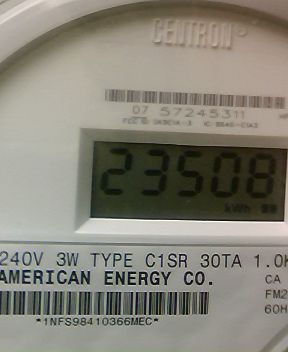 CENTRON®
07 57245311
23508
kWh
240V 3W TYPE C1SR 30TA 1.0K
AMERICAN ENERGY CO.
CA
FM2
60H
*1NFS98410366MEC*